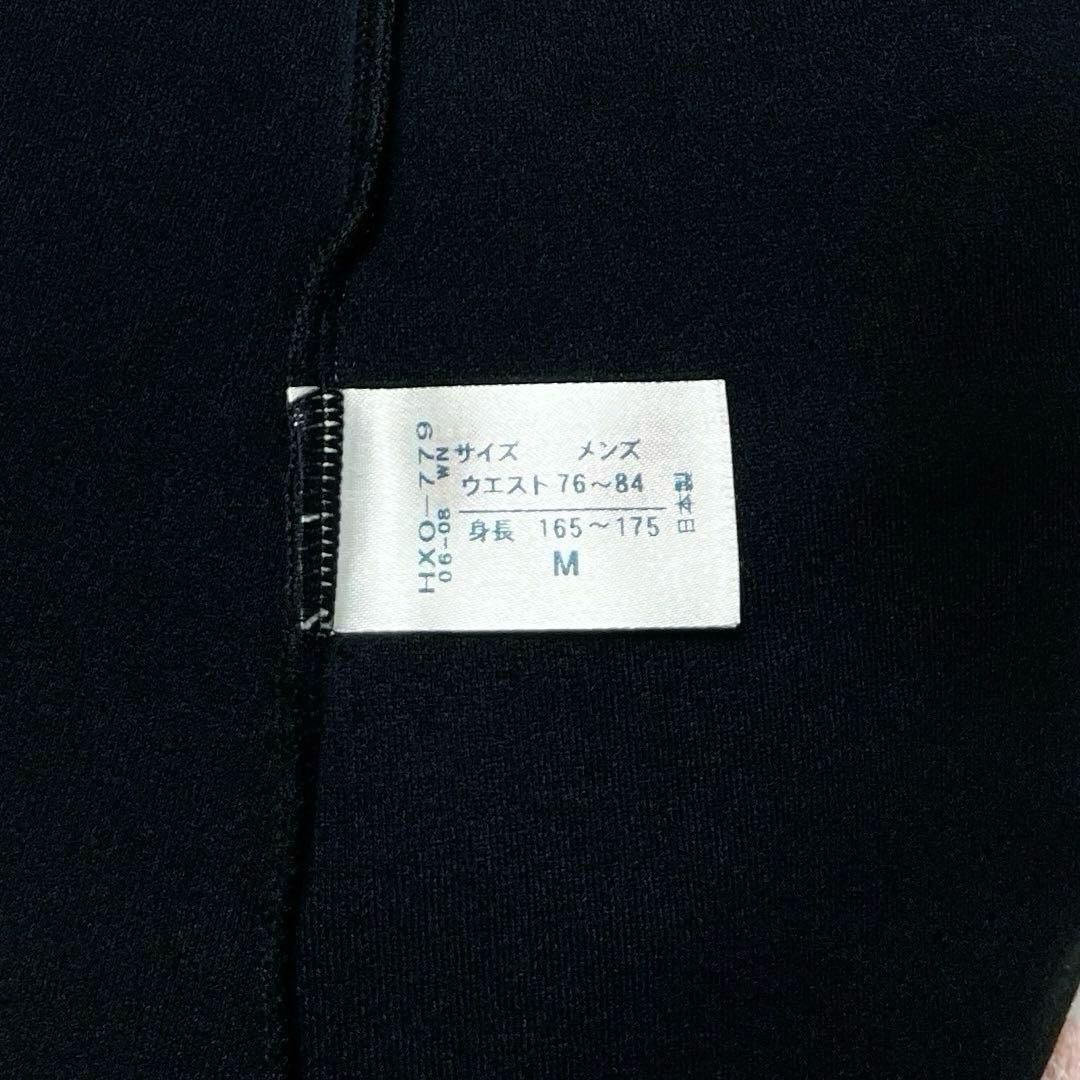 サイズ メンズ
ウエスト 76〜84
身長 165〜175
M
HXO-779
06-08 WN
日本製